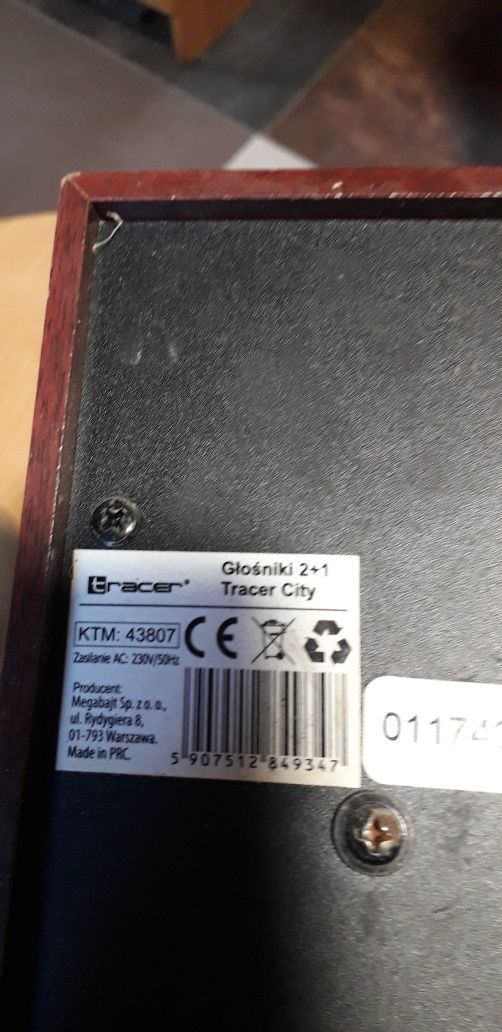 tracer®
Głośniki 2+1
Tracer City
KTM: 43807
CE
Zasilanie AC: 230V/50Hz
Producent:
Megabajt Sp. z o. o.,
ul. Rydygiera 8,
01-793 Warszawa.
Made in PRC.
5 907512 849347
01174